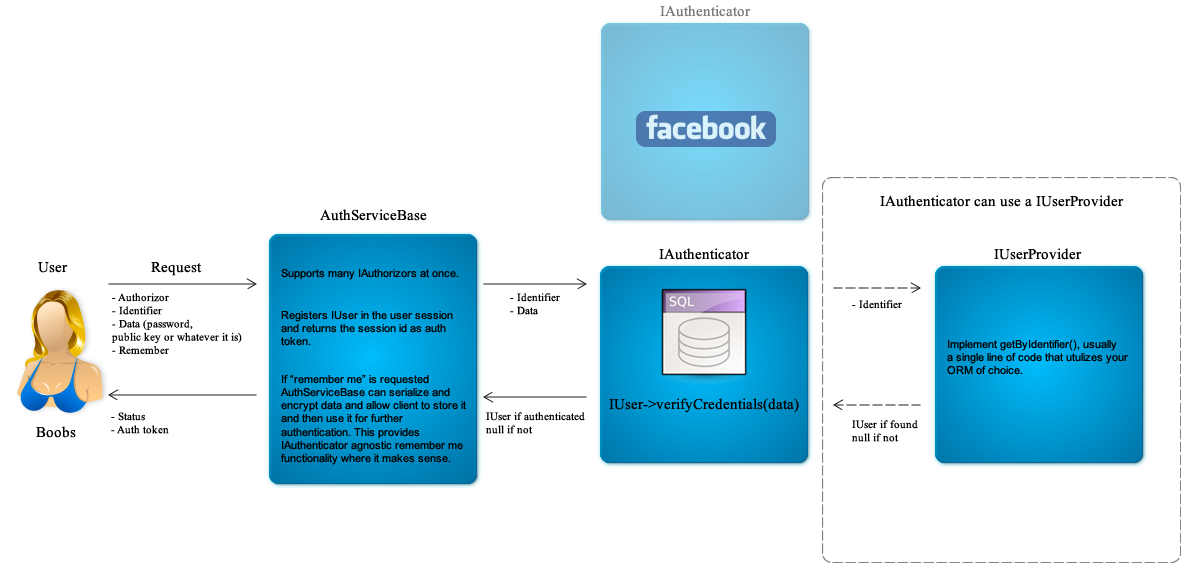 IAuthenticator
facebook
IAuthenticator can use a IUserProvider
AuthServiceBase
IAuthenticator
IUserProvider
User
Request
Supports many IAuthorizors at once.
- Authorizor
- Identifier
- Data (password,
public key or whatever it is)
- Remember
Registers IUser in the user session
and returns the session id as auth
token.
If “remember me” is requested
AuthServiceBase can serialize and
encrypt data and allow client to store it
and then use it for further
authentication. This provides
IAuthenticator agnostic remember me
functionality where it makes sense.
- Identifier
- Data
SQL
IUser->verifyCredentials(data)
- Identifier
Implement getByIdentifier(), usually
a single line of code that utulizes your
ORM of choice.
- Status
- Auth token
Boobs
IUser if authenticated
null if not
IUser if found
null if not